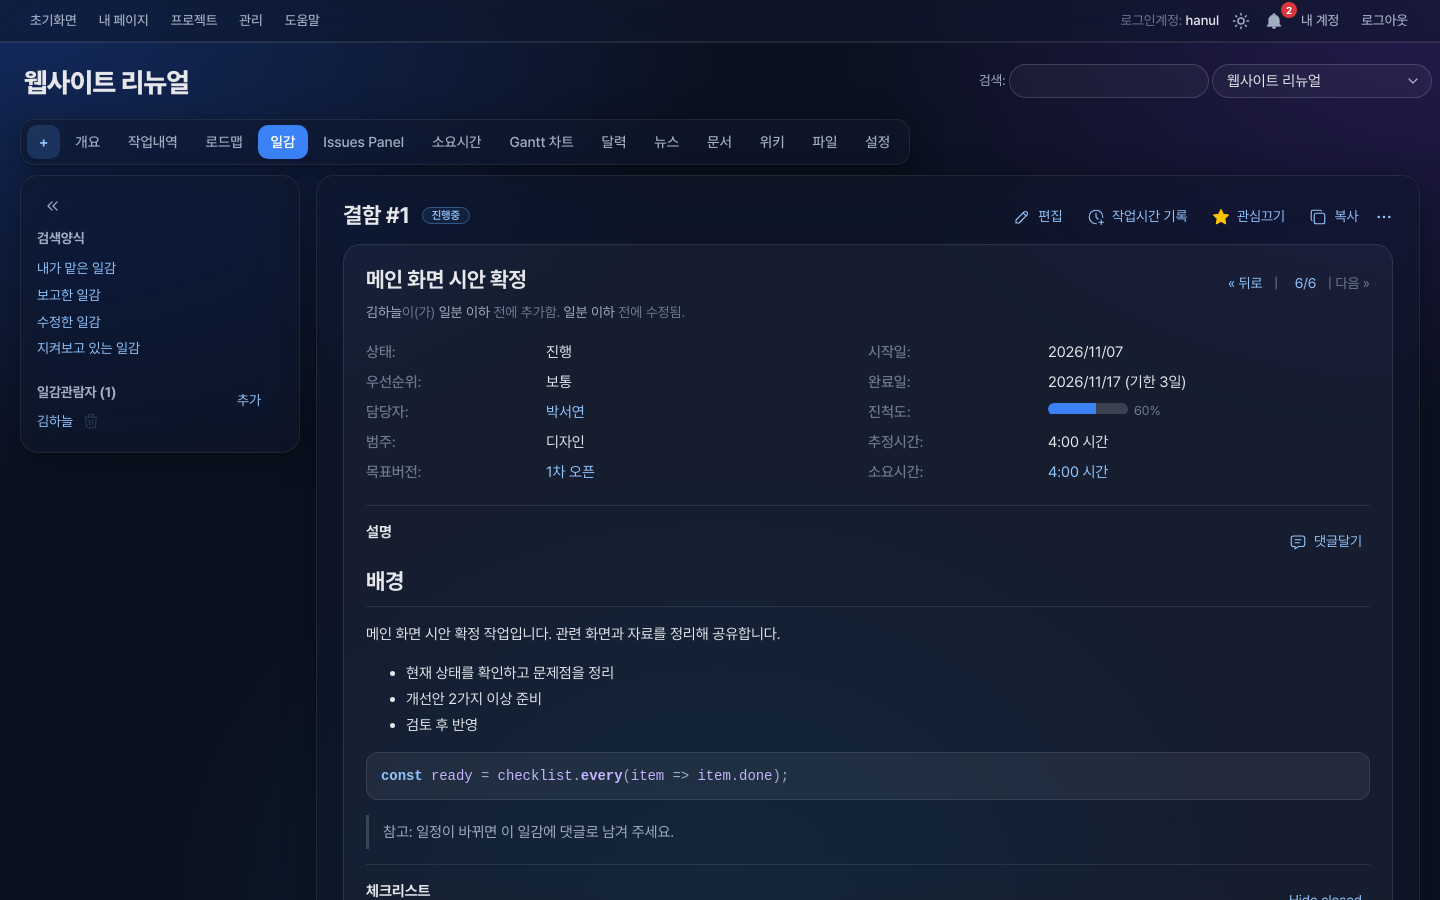 초기화면 내 페이지 프로젝트 관리 도움말 로그인계정: hanul 2 내 계정 로그아웃
웹사이트 리뉴얼 검색: 웹사이트 리뉴얼
+ 개요 작업내역 로드맵 일감 Issues Panel 소요시간 Gantt 차트 달력 뉴스 문서 위키 파일 설정
«
검색양식
내가 맡은 일감
보고한 일감
수정한 일감
지켜보고 있는 일감
일감관람자 (1)
추가
김하늘
결함 #1 진행중 편집 작업시간 기록 관심끄기 복사 ...
메인 화면 시안 확정
« 뒤로 | 6/6 | 다음 »
김하늘이(가) 일분 이하 전에 추가함. 일분 이하 전에 수정됨.
상태: 진행 시작일: 2026/11/07
우선순위: 보통 완료일: 2026/11/17 (기한 3일)
담당자: 박서연 진척도: 60%
범주: 디자인 추정시간: 4:00 시간
목표버전: 1차 오픈 소요시간: 4:00 시간
설명
댓글달기
배경
메인 화면 시안 확정 작업입니다. 관련 화면과 자료를 정리해 공유합니다.
• 현재 상태를 확인하고 문제점을 정리
• 개선안 2가지 이상 준비
• 검토 후 반영
const ready = checklist.every(item => item.done);
참고: 일정이 바뀌면 이 일감에 댓글로 남겨 주세요.
체크리스트
Hide closed